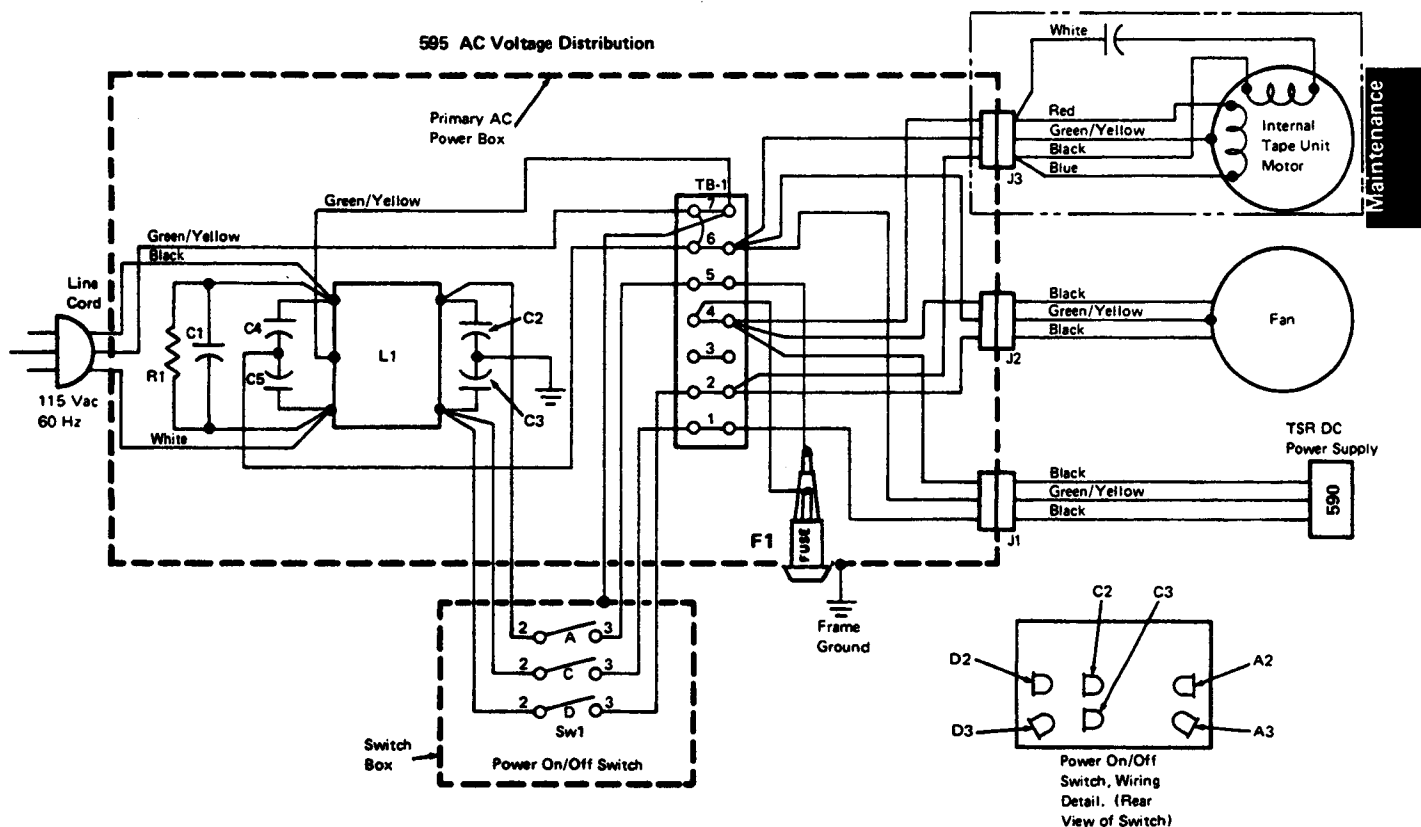 595 AC Voltage Distribution
Primary AC
Power Box
White
Red
Green/Yellow
Black
Blue
J3
Internal
Tape Unit
Motor
Maintenance
TB-1
7
6
5
4
3
2
1
Green/Yellow
Green/Yellow
Black
Line
Cord
115 Vac
60 Hz
White
R1
C1
C4
C5
L1
C2
C3
Black
Green/Yellow
Black
J2
Fan
TSR DC
Power Supply
Black
Green/Yellow
Black
J1
590
F1
FUSE
Frame
Ground
2 A 3
2 C 3
2 D 3
Sw1
Switch
Box
Power On/Off Switch
C2 C3
D2 A2
D3 A3
Power On/Off
Switch, Wiring
Detail. (Rear
View of Switch)